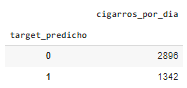 cigarros_por_dia
target_predicho
0 2896
1 1342